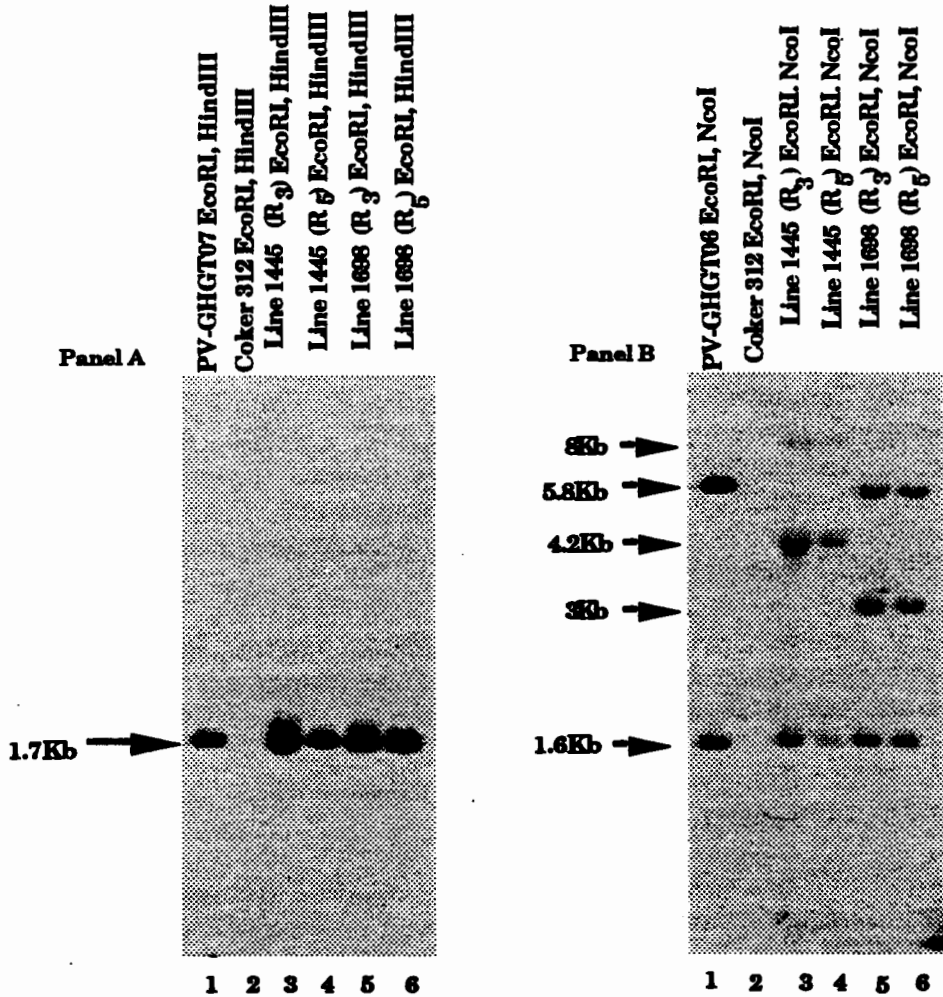 Panel A
PV-GHGT07 EcoRI, HindIII
Coker 312 EcoRI, HindIII
Line 1445 (R3) EcoRI, HindIII
Line 1445 (R5) EcoRI, HindIII
Line 1698 (R3) EcoRI, HindIII
Line 1698 (R5) EcoRI, HindIII
1.7Kb
1 2 3 4 5 6
Panel B
PV-GHGT06 EcoRI, NcoI
Coker 312 EcoRI, NcoI
Line 1445 (R3) EcoRI. NcoI
Line 1445 (R5) EcoRI. NcoI
Line 1698 (R3) EcoRI, NcoI
Line 1698 (R5) EcoRI, NcoI
8Kb
5.8Kb
4.2Kb
3Kb
1.6Kb
1 2 3 4 5 6